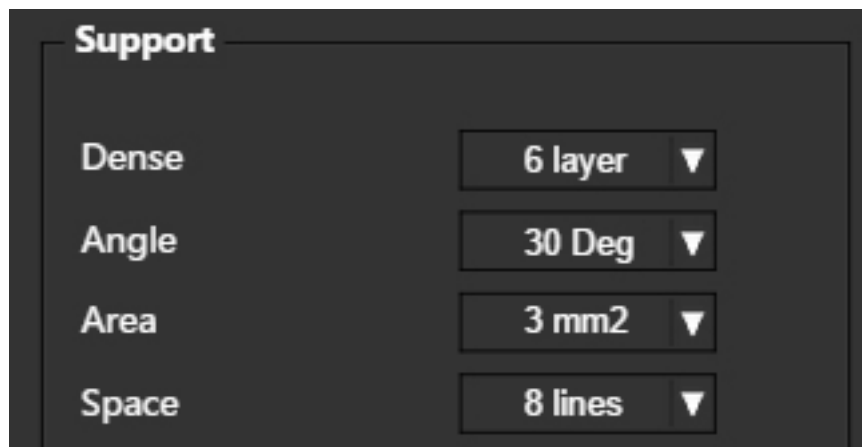 Support
Dense 6 layer
Angle 30 Deg
Area 3 mm2
Space 8 lines